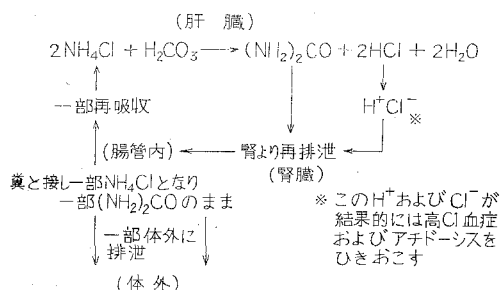 (肝臓)
2NH₄Cl + H₂CO₃ → (NH₂)₂CO + 2HCl + 2H₂O
一部再吸収
H⁺Cl⁻
※
(腸管内) ← 腎より再排泄
(腎臓)
糞と接し一部NH₄Clとなり
一部(NH₂)₂COのまま
一部体外に
排泄
(体外)
※ このH⁺およびCl⁻が
結果的には高Cl血症
およびアチドーシスを
ひきおこす